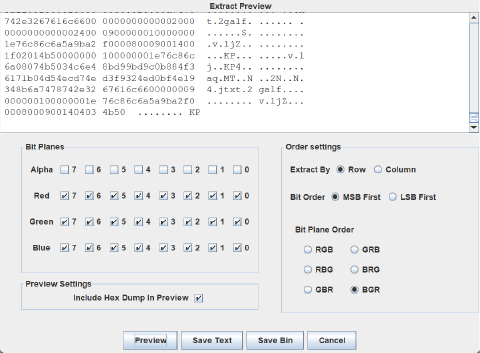 Extract Preview
742e3267616c6600 0000000000002000 t.2galf...... .
0000000000002400 0900000010000000 ......$. ........
1e76c86c6a5a9ba2 f000080009001400 .v.ljZ.. ........
1f02014b50000000 100000001e76c86c ...KP... .....v.l
6a08074b5034c6e4 8bd99bd9c0b884f3 j..KP4.. ........
6171b04d54ecd74e d3f9324ed0bf4e19 aq.MT..N ..2N..N.
348b6a7478742e32 67616c6600000009 4.jtxt.2 galf....
000000100000001e 76c86c6a5a9ba2f0 ........ v.ljZ...
0008000900140403 4b50 ........ KP
Bit Planes
Alpha 7 6 5 4 3 2 1 0
Red 7 6 5 4 3 2 1 0
Green 7 6 5 4 3 2 1 0
Blue 7 6 5 4 3 2 1 0
Preview Settings
Include Hex Dump In Preview
Order settings
Extract By Row Column
Bit Order MSB First LSB First
Bit Plane Order
RGB GRB
RBG BRG
GBR BGR
Preview Save Text Save Bin Cancel